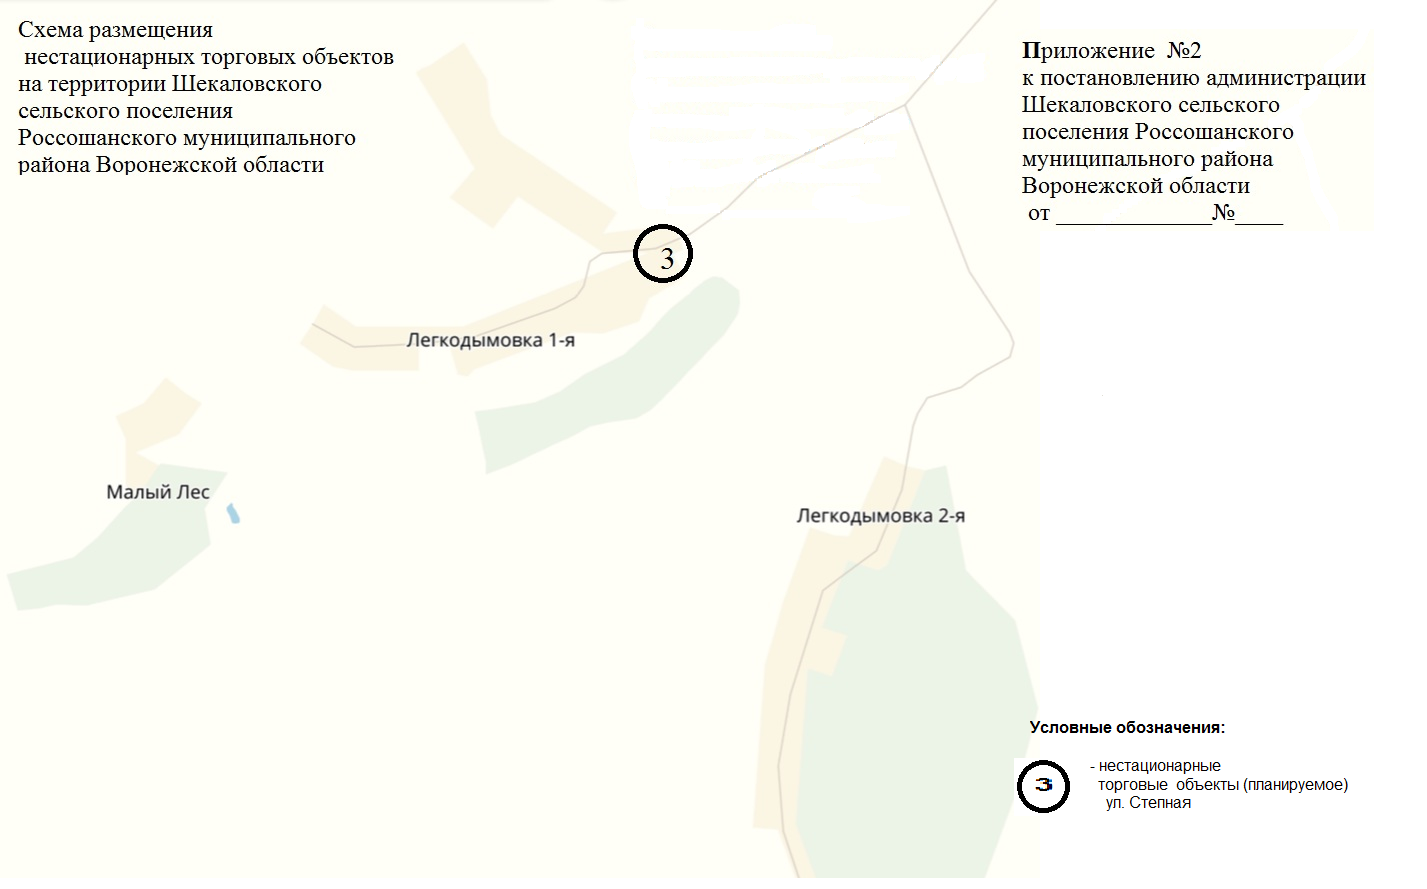 Схема размещения
нестационарных торговых объектов
на территории Шекаловского
сельского поселения
Россошанского муниципального
района Воронежской области
Приложение №2
к постановлению администрации
Шекаловского сельского
поселения Россошанского
муниципального района
Воронежской области
от _____________№____
3
Легкодымовка 1-я
Малый Лес
Легкодымовка 2-я
Условные обозначения:
3
- нестационарные
торговые объекты (планируемое)
ул. Степная